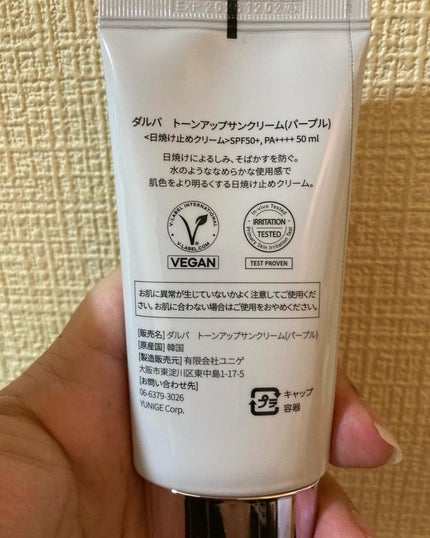 ダルバ トーンアップサンクリーム(パープル)
<日焼け止めクリーム>SPF50+, PA++++ 50 ml
日焼けによるしみ、そばかすを防ぐ。
水のようななめらかな使用感で
肌色をより明るくする日焼け止めクリーム。
V-LABEL INTERNATIONAL
V-LABEL.COM
VEGAN
In-vivo Tested
IRRITATION
TESTED
Primary Skin Irritation Test
TEST PROVEN
お肌に異常が生じていないかよく注意してご使用くだ
さい。お肌に合わない場合はご使用をおやめください。
[販売名] ダルバ トーンアップサンクリーム(パープル)
[原産国] 韓国
[製造販売元] 有限会社ユニゲ
大阪市東淀川区東中島1-17-5
[お問い合わせ先]
06-6379-3026
YUNIGE Corp.
プラ
キャップ
容器